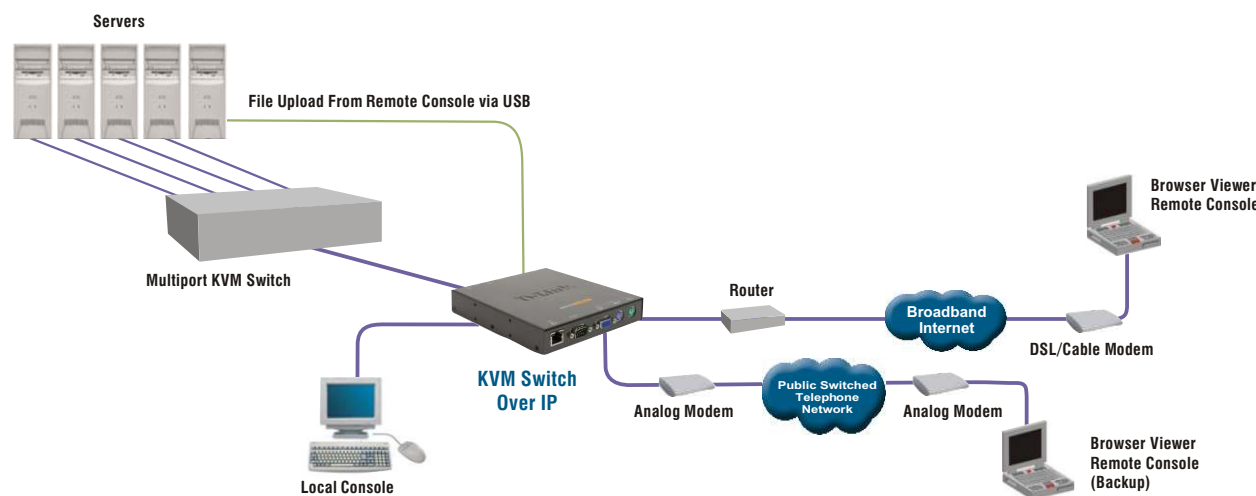 Servers
File Upload From Remote Console via USB
Multiport KVM Switch
D-Link
KVM Switch
Over IP
Local Console
Router
Broadband
Internet
DSL/Cable Modem
Browser Viewer
Remote Console
Analog Modem
Public Switched
Telephone
Network
Analog Modem
Browser Viewer
Remote Console
(Backup)